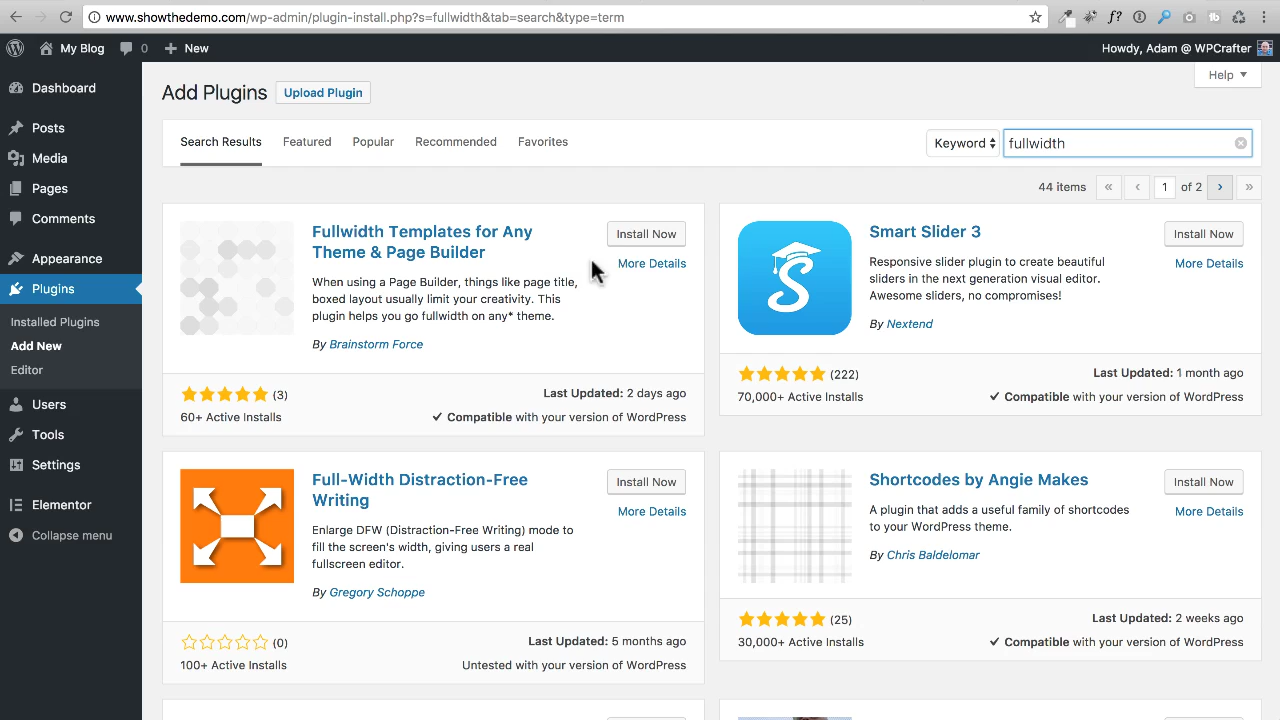 www.showthedemo.com/wp-admin/plugin-install.php?s=fullwidth&tab=search&type=term
My Blog 0 New
Howdy, Adam @ WPCrafter
Dashboard
Posts
Media
Pages
Comments
Appearance
Plugins
Installed Plugins
Add New
Editor
Users
Tools
Settings
Elementor
Collapse menu
Help
Add Plugins Upload Plugin
Search Results Featured Popular Recommended Favorites
Keyword fullwidth
44 items « ‹ 1 of 2 › »
Fullwidth Templates for Any
Theme & Page Builder
Install Now
More Details
When using a Page Builder, things like page title,
boxed layout usually limit your creativity. This
plugin helps you go fullwidth on any* theme.
By Brainstorm Force
(3)
60+ Active Installs
Last Updated: 2 days ago
✔ Compatible with your version of WordPress
S
Smart Slider 3
Install Now
More Details
Responsive slider plugin to create beautiful
sliders in the next generation visual editor.
Awesome sliders, no compromises!
By Nextend
(222)
70,000+ Active Installs
Last Updated: 1 month ago
✔ Compatible with your version of WordPress
Full-Width Distraction-Free
Writing
Install Now
More Details
Enlarge DFW (Distraction-Free Writing) mode to
fill the screen's width, giving users a real
fullscreen editor.
By Gregory Schoppe
(0)
100+ Active Installs
Last Updated: 5 months ago
Untested with your version of WordPress
Shortcodes by Angie Makes
Install Now
More Details
A plugin that adds a useful family of shortcodes
to your WordPress theme.
By Chris Baldelomar
(25)
30,000+ Active Installs
Last Updated: 2 weeks ago
✔ Compatible with your version of WordPress